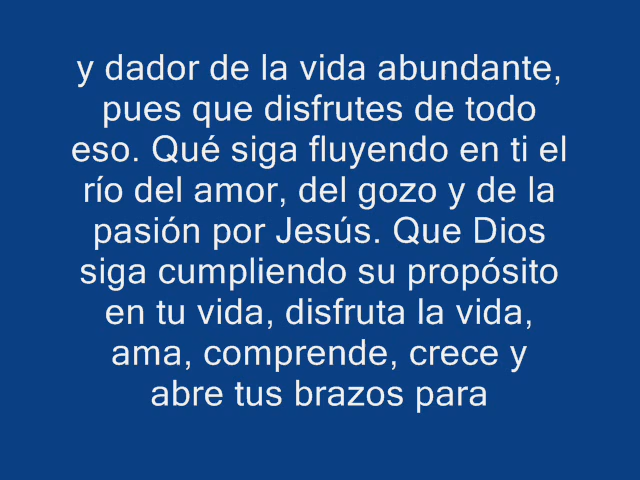 y dador de la vida abundante,
pues que disfrutes de todo
eso. Qué siga fluyendo en ti el
río del amor, del gozo y de la
pasión por Jesús. Que Dios
siga cumpliendo su propósito
en tu vida, disfruta la vida,
ama, comprende, crece y
abre tus brazos para